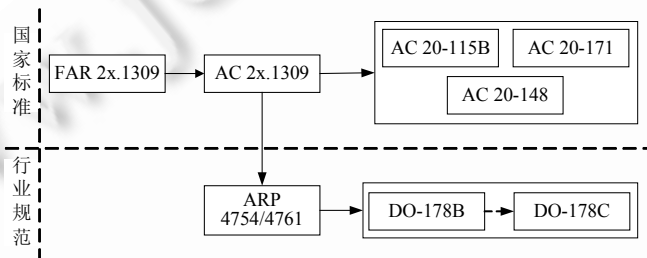 国家标准
FAR 2x.1309
AC 2x.1309
AC 20-115B
AC 20-171
AC 20-148
行业规范
ARP
4754/4761
DO-178B
DO-178C